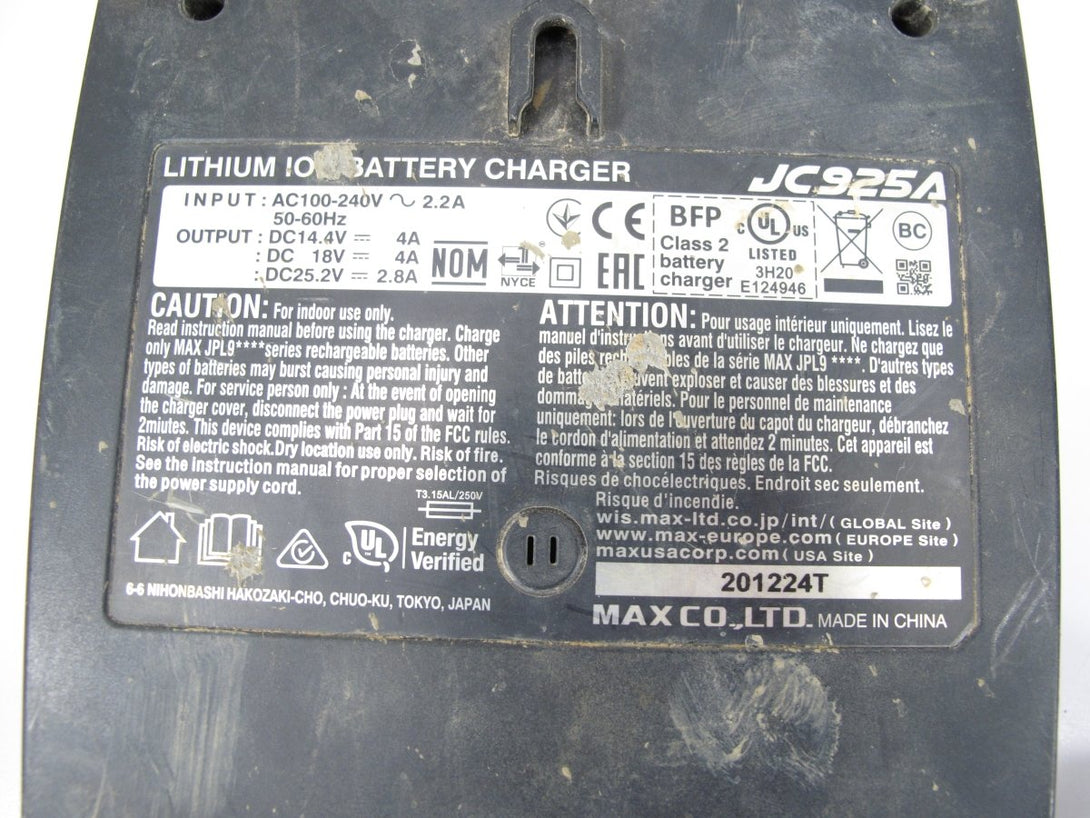 LITHIUM BATTERY CHARGER
JC925A
INPUT : AC100-240V ～ 2.2A
50-60Hz
OUTPUT : DC14.4V ⎓ 4A
: DC 18V ⎓ 4A
: DC25.2V ⎓ 2.8A
NOM
NYCE
CE
EAC
BFP
Class 2
battery
charger
c UL US
LISTED
3H20
E124946
BC
CAUTION: For indoor use only.
Read instruction manual before using the charger. Charge
only MAX JPL9****series rechargeable batteries. Other
types of batteries may burst causing personal injury and
damage. For service person only : At the event of opening
the charger cover, disconnect the power plug and wait for
2miutes. This device complies with Part 15 of the FCC rules.
Risk of electric shock.Dry location use only. Risk of fire.
See the instruction manual for proper selection of
the power supply cord.
T3.15AL/250V
c UL Energy
Verified
6-6 NIHONBASHI HAKOZAKI-CHO, CHUO-KU, TOKYO, JAPAN
ATTENTION: Pour usage intérieur uniquement. Lisez le
manuel d'instructions avant d'utiliser le chargeur. Ne chargez que
des piles rechargeables de la série MAX JPL9 ****. D'autres types
de peuvent exploser et causer des blessures et des
matériels. Pour le personnel de maintenance
uniquement: lors de l'ouverture du capot du chargeur, débranchez
le cordon d'alimentation et attendez 2 minutes. Cet appareil est
conforme à la section 15 des règles de la FCC.
Risques de chocélectriques. Endroit sec seulement.
Risque d'incendie.
wis.max-ltd.co.jp/int/ ( GLOBAL Site )
www.max-europe.com ( EUROPE Site )
maxusacorp.com ( USA Site )
201224T
MAX CO.,LTD. MADE IN CHINA